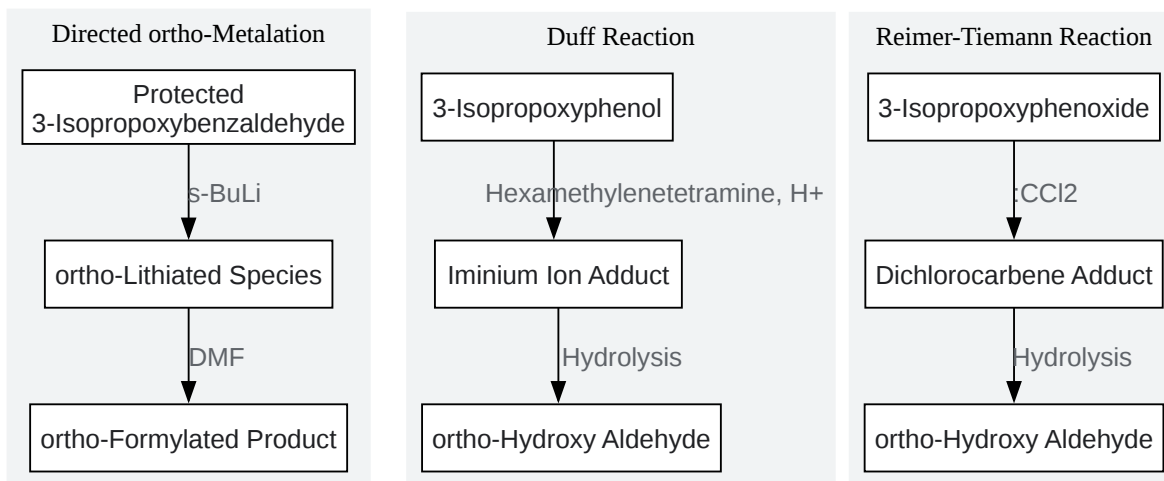 Directed ortho-Metalation
Protected
3-Isopropoxybenzaldehyde
s-BuLi
ortho-Lithiated Species
DMF
ortho-Formylated Product
Duff Reaction
3-Isopropoxyphenol
Hexamethylenetetramine, H+
Iminium Ion Adduct
Hydrolysis
ortho-Hydroxy Aldehyde
Reimer-Tiemann Reaction
3-Isopropoxyphenoxide
:CCl2
Dichlorocarbene Adduct
Hydrolysis
ortho-Hydroxy Aldehyde